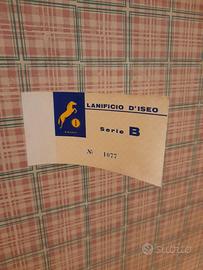 LANIFICIO D'ISEO
Serie B
N° 1077
subito